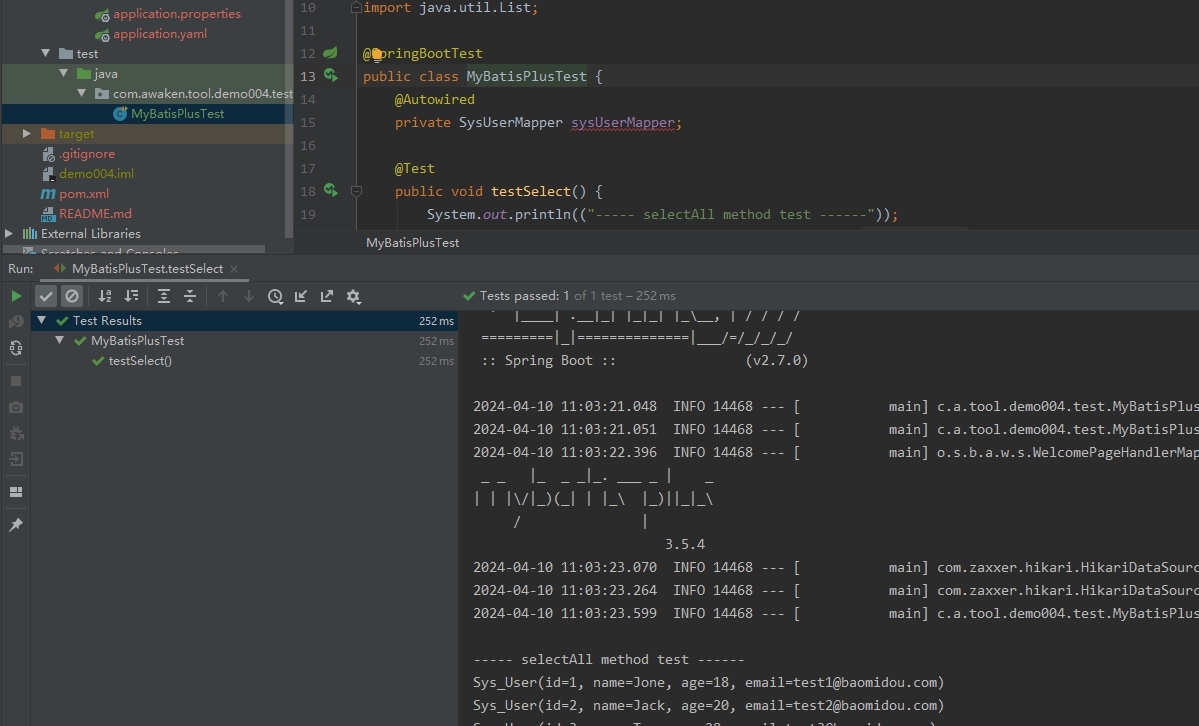 application.properties
application.yaml
test
java
com.awaken.tool.demo004.test
MyBatisPlusTest
target
.gitignore
demo004.iml
pom.xml
README.md
External Libraries
Scratches and Consoles
10 import java.util.List;
11
12 @SpringBootTest
13 public class MyBatisPlusTest {
14 @Autowired
15 private SysUserMapper sysUserMapper;
16
17 @Test
18 public void testSelect() {
19 System.out.println(("----- selectAll method test ------"));
MyBatisPlusTest
Run: MyBatisPlusTest.testSelect
Tests passed: 1 of 1 test – 252 ms
Test Results 252 ms
MyBatisPlusTest 252 ms
testSelect() 252 ms
' |____| .__|_| |_|_| |_\__, | / / / /
=========|_|==============|___/=/_/_/_/
:: Spring Boot :: (v2.7.0)
2024-04-10 11:03:21.048 INFO 14468 --- [ main] c.a.tool.demo004.test.MyBatisPlus
2024-04-10 11:03:21.051 INFO 14468 --- [ main] c.a.tool.demo004.test.MyBatisPlus
2024-04-10 11:03:22.396 INFO 14468 --- [ main] o.s.b.a.w.s.WelcomePageHandlerMap
_ _ |_ _ _|_. ___ _ | _
| | |\/|_)(_| | |_\ |_)||_|_\
/ |
3.5.4
2024-04-10 11:03:23.070 INFO 14468 --- [ main] com.zaxxer.hikari.HikariDataSourc
2024-04-10 11:03:23.264 INFO 14468 --- [ main] com.zaxxer.hikari.HikariDataSourc
2024-04-10 11:03:23.599 INFO 14468 --- [ main] c.a.tool.demo004.test.MyBatisPlus
----- selectAll method test ------
Sys_User(id=1, name=Jone, age=18, email=test1@baomidou.com)
Sys_User(id=2, name=Jack, age=20, email=test2@baomidou.com)